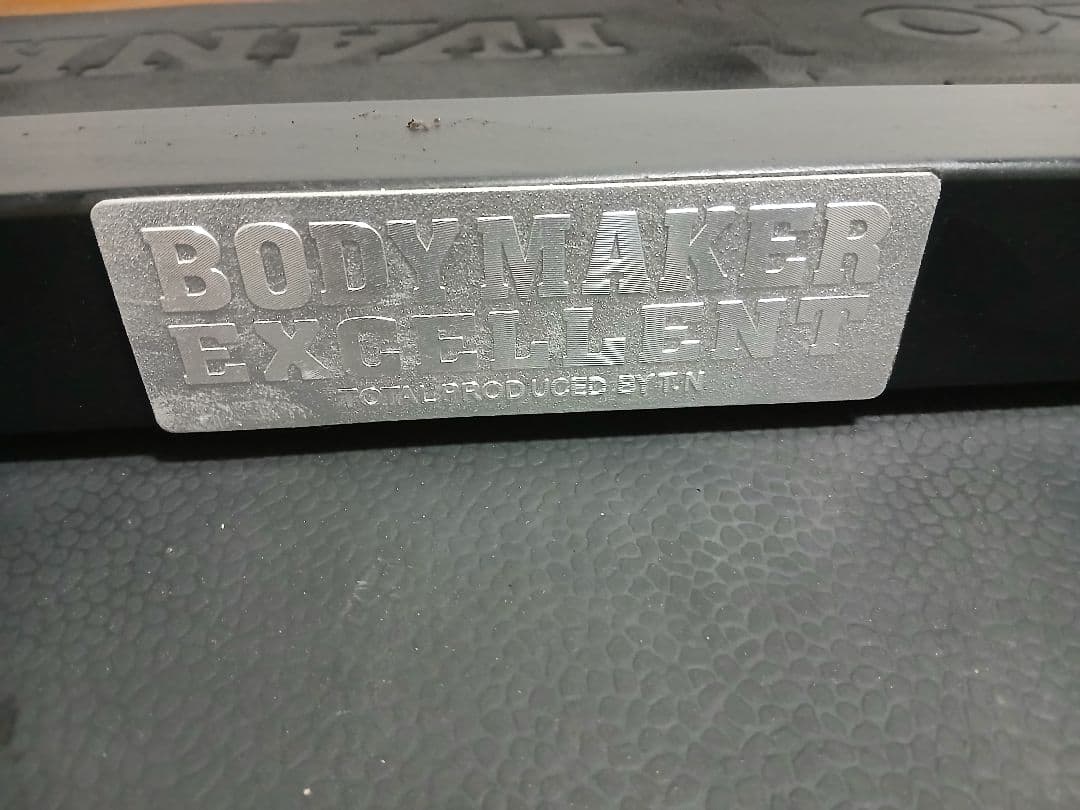 BODYMAKER
EXCELLENT
TOTAL PRODUCED BY T.N